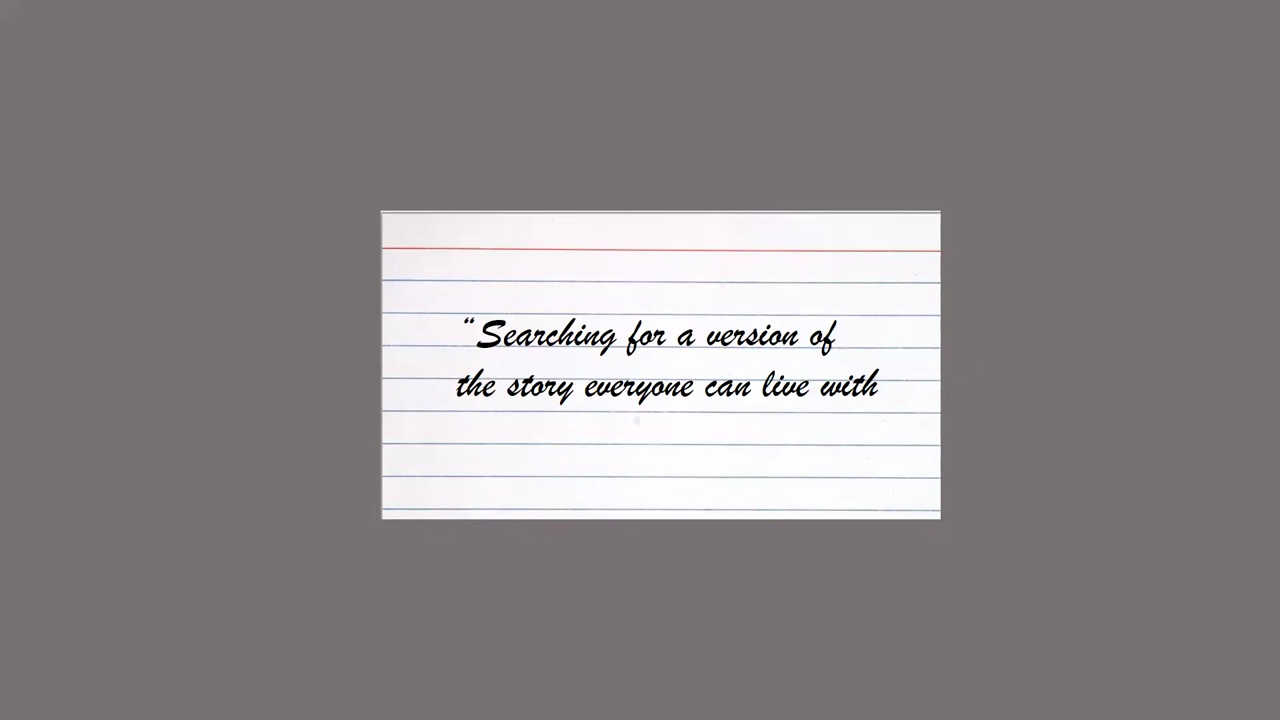 “Searching for a version of
the story everyone can live with